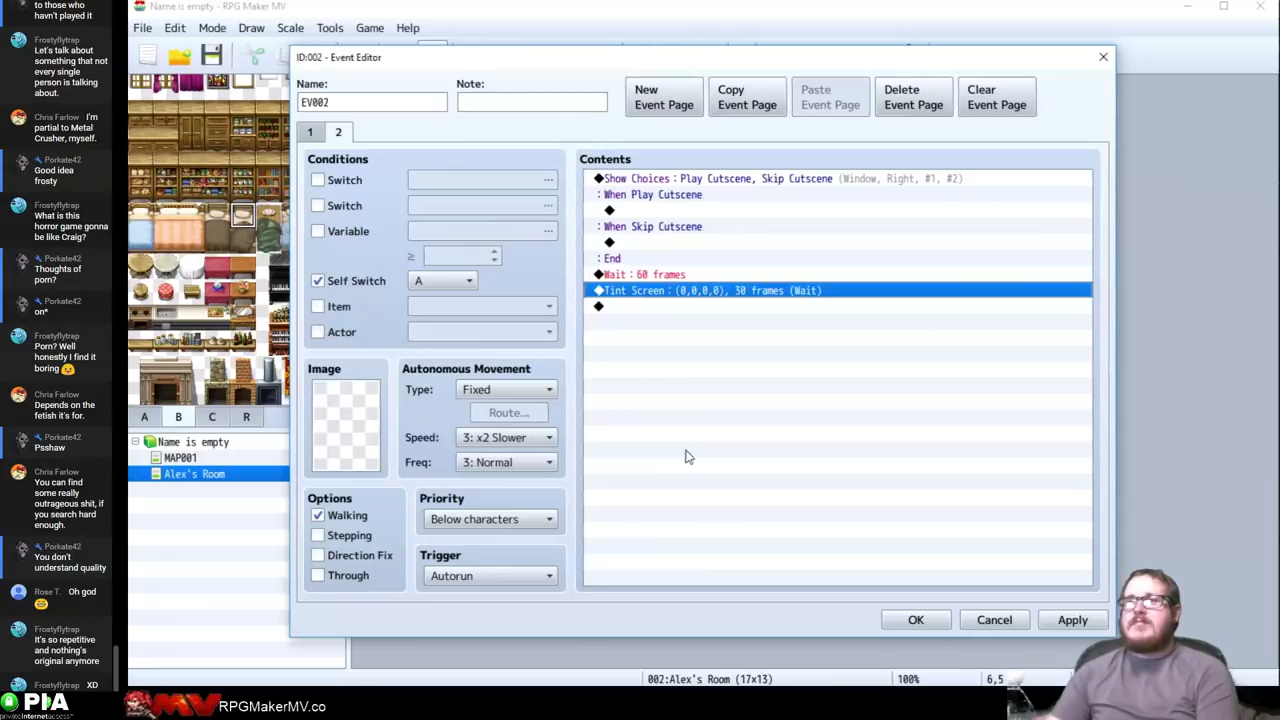 to those who
havn't played it
Frostyflytrap
Let's talk about
something that not
every single
person is talking
about.
Chris Farlow I'm
partial to Metal
Crusher, myself.
Porkate42
Good idea
frosty
Frostyflytrap
What is this
horror game gonna
be like Craig?
Porkate42
Thoughts of
porn?
Porkate42
on*
Frostyflytrap
Porn? Well
honestly I find it
boring
Chris Farlow
Depends on the
fetish it's for.
Porkate42
Psshaw
Chris Farlow
You can find
some really
outrageous shit, if
you search hard
enough.
Porkate42
You don't
understand quality
Rose T. Oh god
Frostyflytrap
It's so repetitive
and nothing's
original anymore
Frostyflytrap XD
PIA
privateinternetaccess
MV RPGMakerMV.co
Name is empty - RPG Maker MV
File Edit Mode Draw Scale Tools Game Help
A B C R
Name is empty
MAP001
Alex's Room
ID:002 - Event Editor
Name: Note:
EV002
New
Event Page
Copy
Event Page
Paste
Event Page
Delete
Event Page
Clear
Event Page
1 2
Conditions
Switch ...
Switch ...
Variable ...
≥
Self Switch A
Item
Actor
Image
Autonomous Movement
Type: Fixed
Route...
Speed: 3: x2 Slower
Freq: 3: Normal
Options
Walking
Stepping
Direction Fix
Through
Priority
Below characters
Trigger
Autorun
Contents
◆Show Choices：Play Cutscene, Skip Cutscene (Window, Right, #1, #2)
：When Play Cutscene
◆
：When Skip Cutscene
◆
：End
◆Wait：60 frames
◆Tint Screen：(0,0,0,0), 30 frames (Wait)
◆
OK Cancel Apply
002:Alex's Room (17x13) 100% 6,5